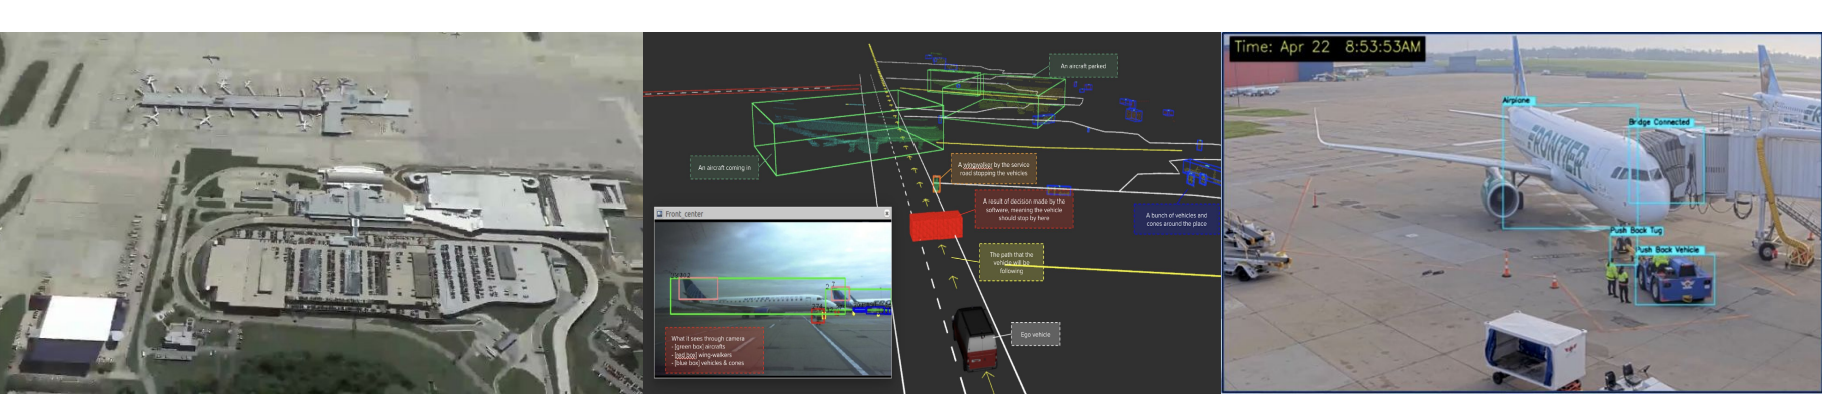 An aircraft parked
An aircraft coming in
A wingwalker by the service
road stopping the vehicles
A result of decision made by the
software, meaning the vehicle
should stop by here
A bunch of vehicles and
cones around the place
The path that the
vehicle will be
following
Ego vehicle
Front_center
What it sees through camera
- [green box] aircrafts
- [red box] wing-walkers
- [blue box] vehicles & cones
Time: Apr 22 8:53:53AM
Airplane
Bridge Connected
FRONTIER
Push Back Tug
Push Back Vehicle